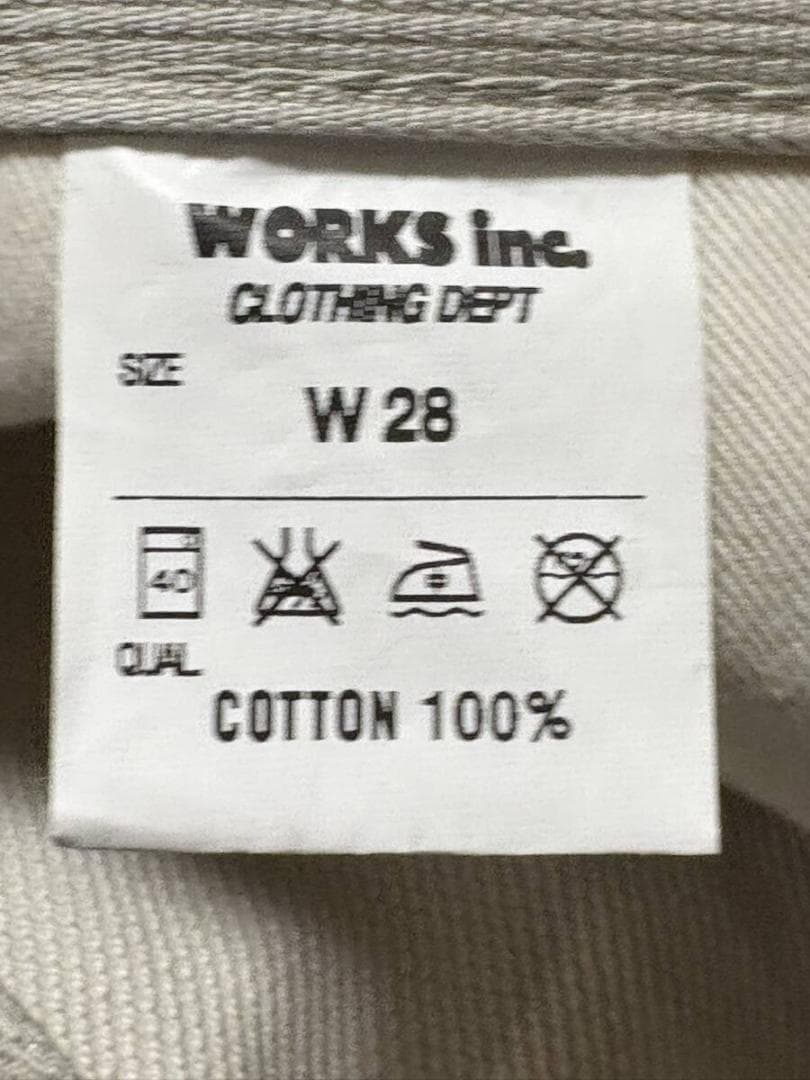 WORKS inc.
CLOTHING DEPT
SIZE
W 28
40
QUAL
COTTON 100%